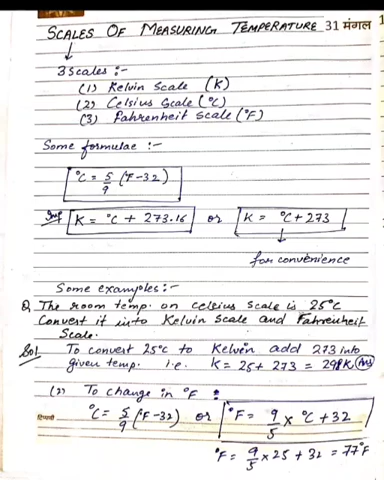 SCALES OF MEASURING TEMPERATURE 31 मंगल
↓
3 Scales :-
(1) Kelvin Scale (K)
(2) Celsius Scale (°C)
(3) Fahrenheit Scale (°F)
Some formulae :-
°C = 5/9 (F-32)
K = °C + 273.16 or K = °C + 273
↓
for convenience
Some examples :-
Q The room temp. on celsius scale is 25°C
Convert it into Kelvin Scale and Fahrenheit
Scale.
Sol To convert 25°C to Kelvin add 273 into
given temp. i.e. K = 25 + 273 = 298K (Ans)
(2) To change in °F :
°C = 5/9 (°F-32) or °F = 9/5 × °C + 32
टिप्पणी
°F = 9/5 × 25 + 32 = 77°F